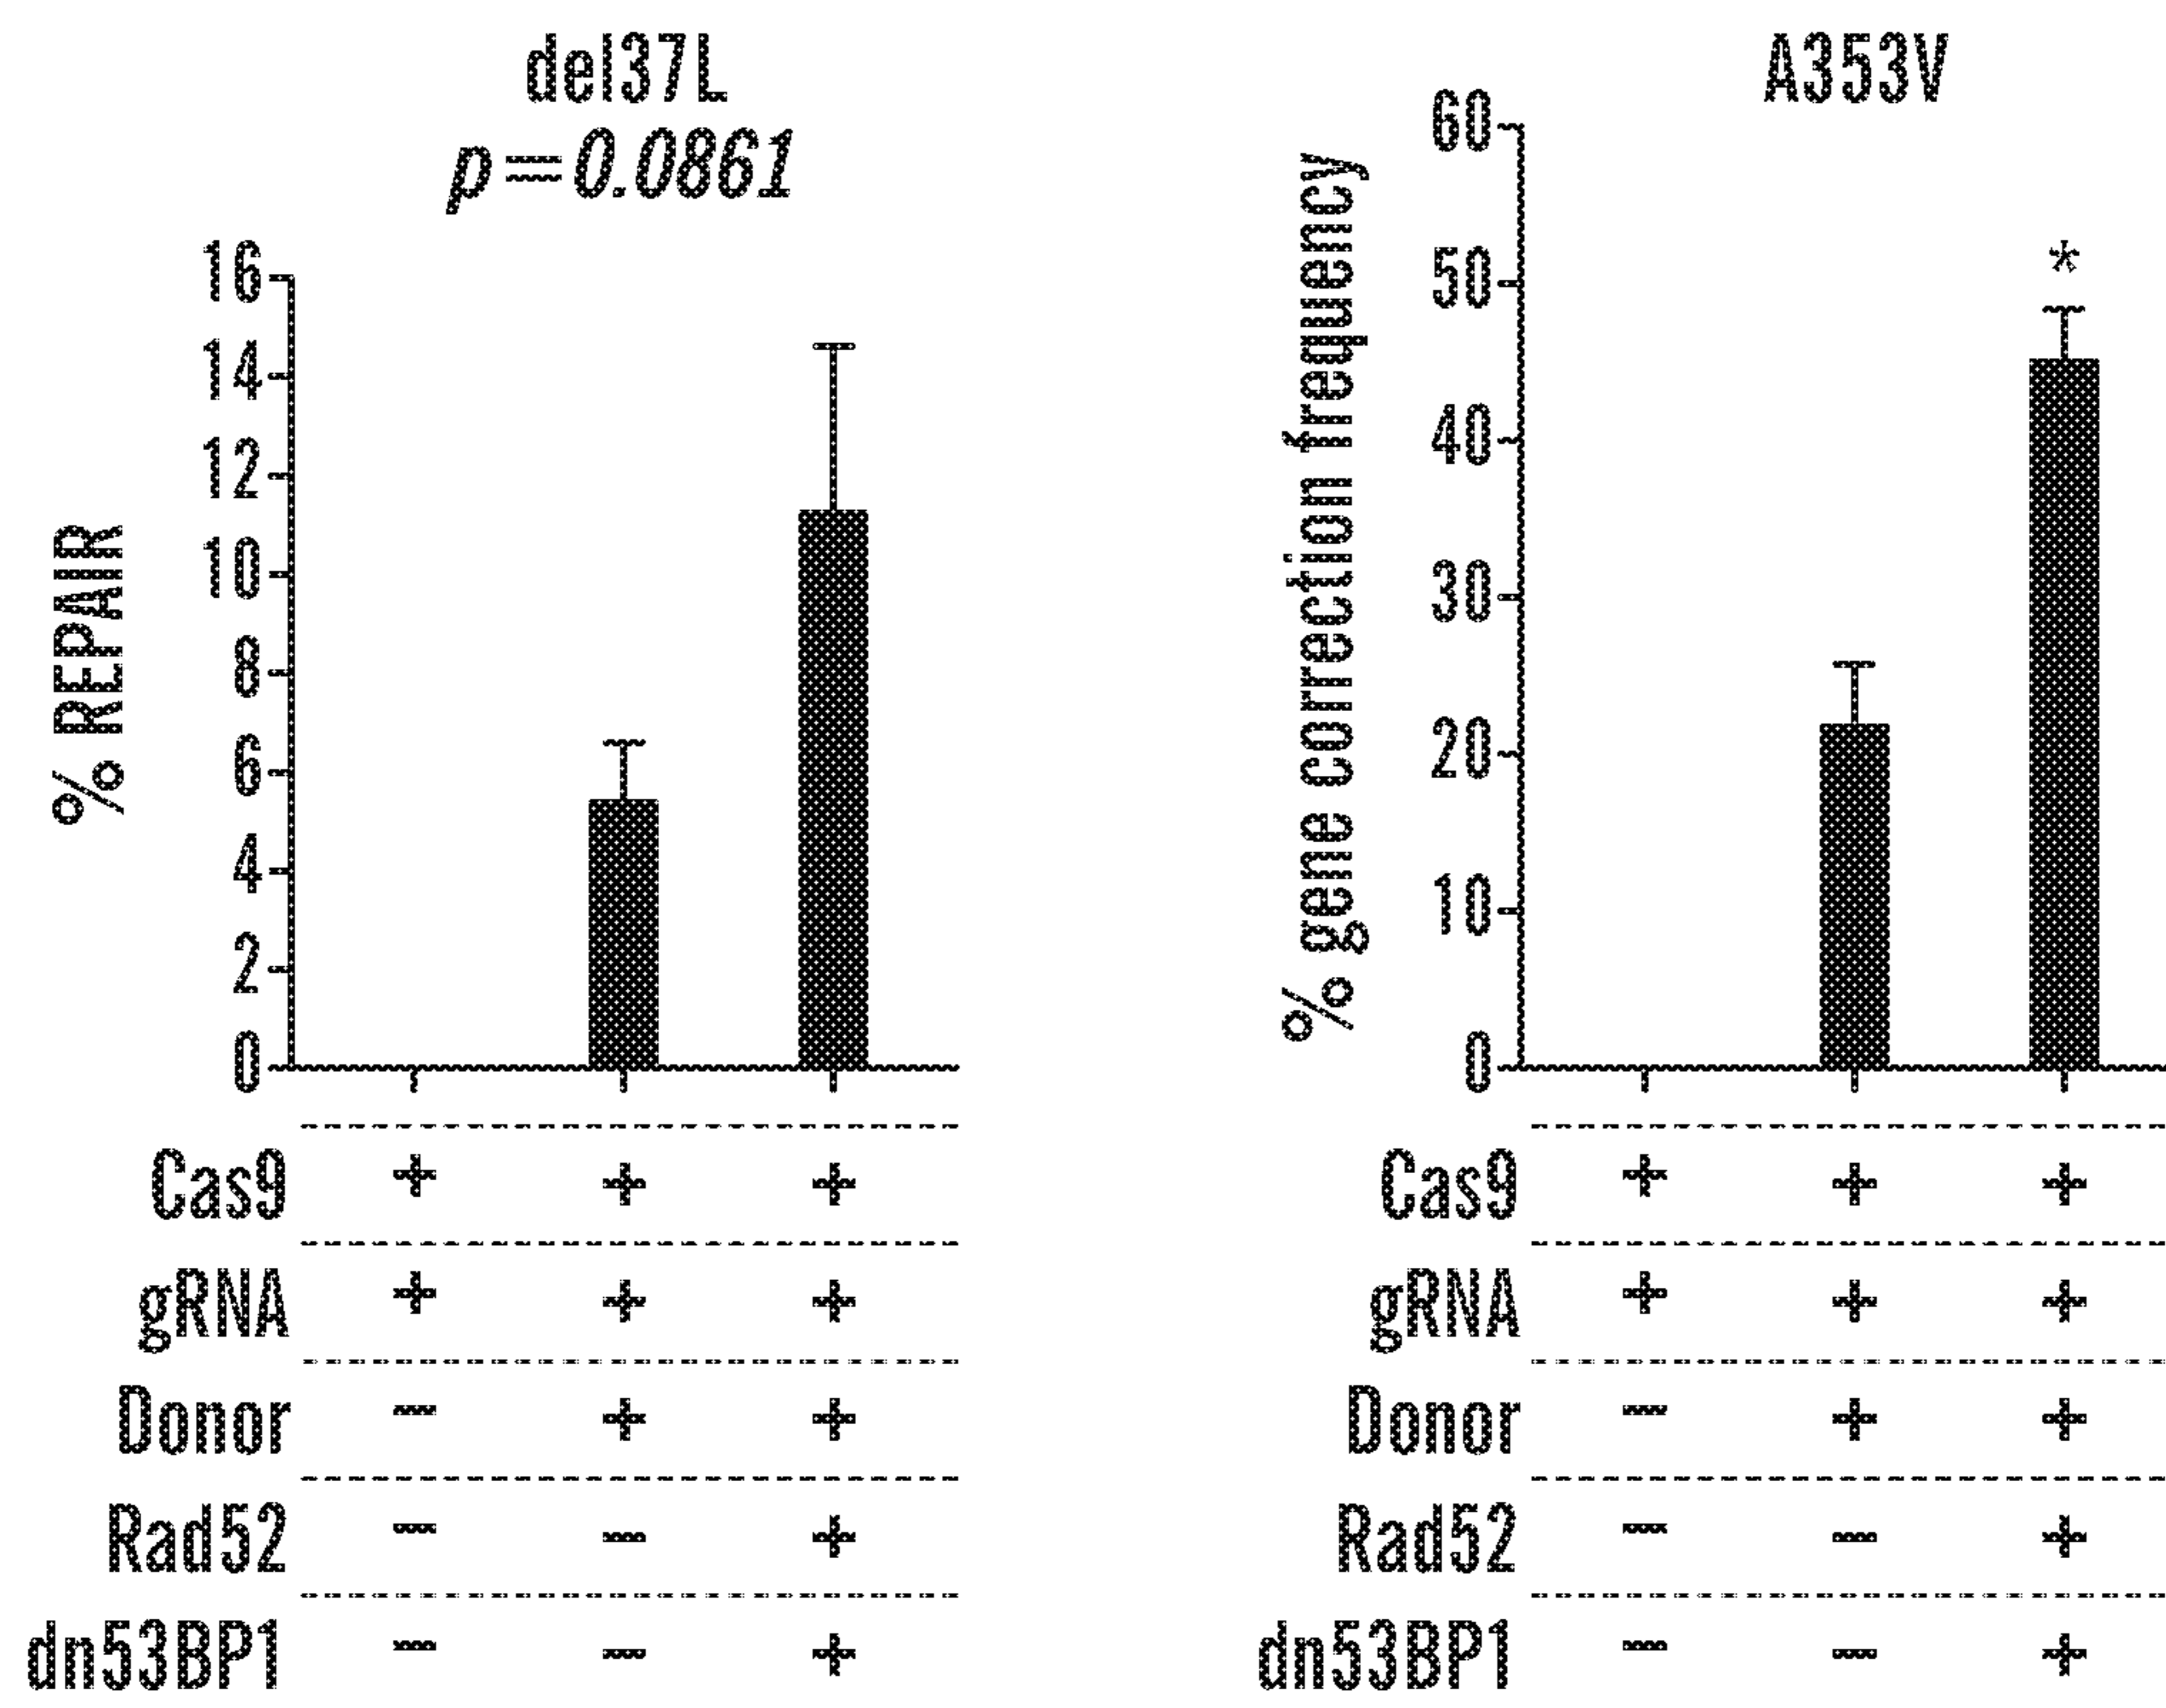 del37L
p=0.0861
% REPAIR
16
14
12
10
8
6
4
2
0
Cas9 + + +
gRNA + + +
Donor - + +
Rad52 - - +
dn53BP1 - - +
A353V
% gene correction frequency
60
50
40
30
20
10
0
*
Cas9 + + +
gRNA + + +
Donor - + +
Rad52 - - +
dn53BP1 - - +